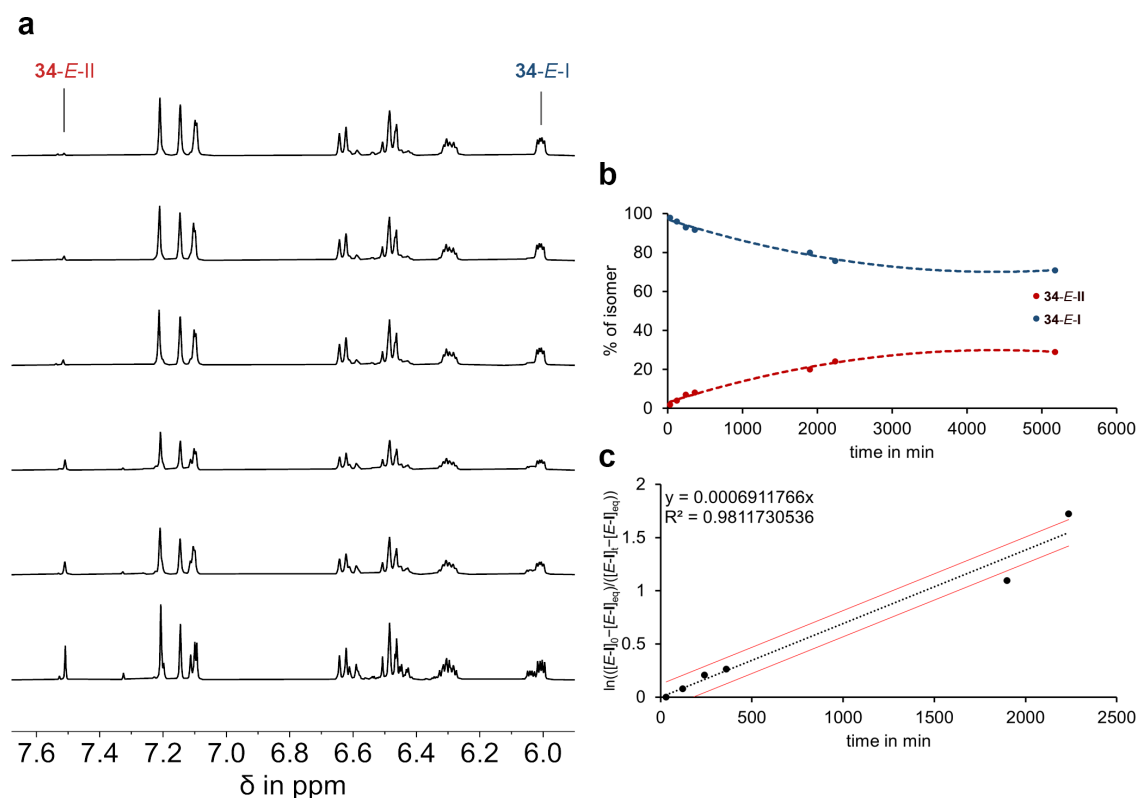 a
34-E-II
34-E-I
7.6 7.4 7.2 7.0 6.8 6.6 6.4 6.2 6.0
δ in ppm
b
100
80
60
40
20
0
% of isomer
34-E-II
34-E-I
0 1000 2000 3000 4000 5000 6000
time in min
c
2
1.5
1
0.5
0
ln(([E-I]0−[E-I]eq)/([E-I]t−[E-I]eq))
y = 0.0006911766x
R² = 0.9811730536
0 500 1000 1500 2000 2500
time in min